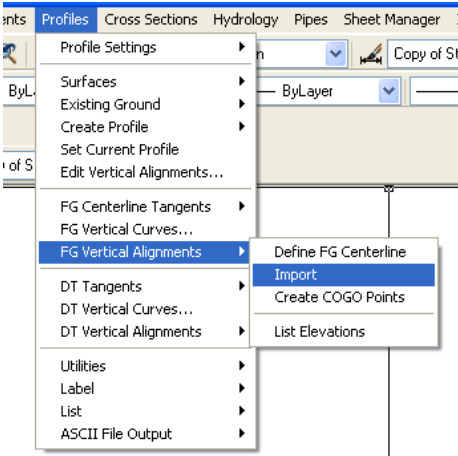 ents Profiles Cross Sections Hydrology Pipes Sheet Manager
Profile Settings
n
Copy of St
Surfaces
ByL
ByLayer
Existing Ground
Create Profile
Set Current Profile
of S
Edit Vertical Alignments...
FG Centerline Tangents
FG Vertical Curves...
FG Vertical Alignments
Define FG Centerline
Import
Create COGO Points
List Elevations
DT Tangents
DT Vertical Curves...
DT Vertical Alignments
Utilities
Label
List
ASCII File Output